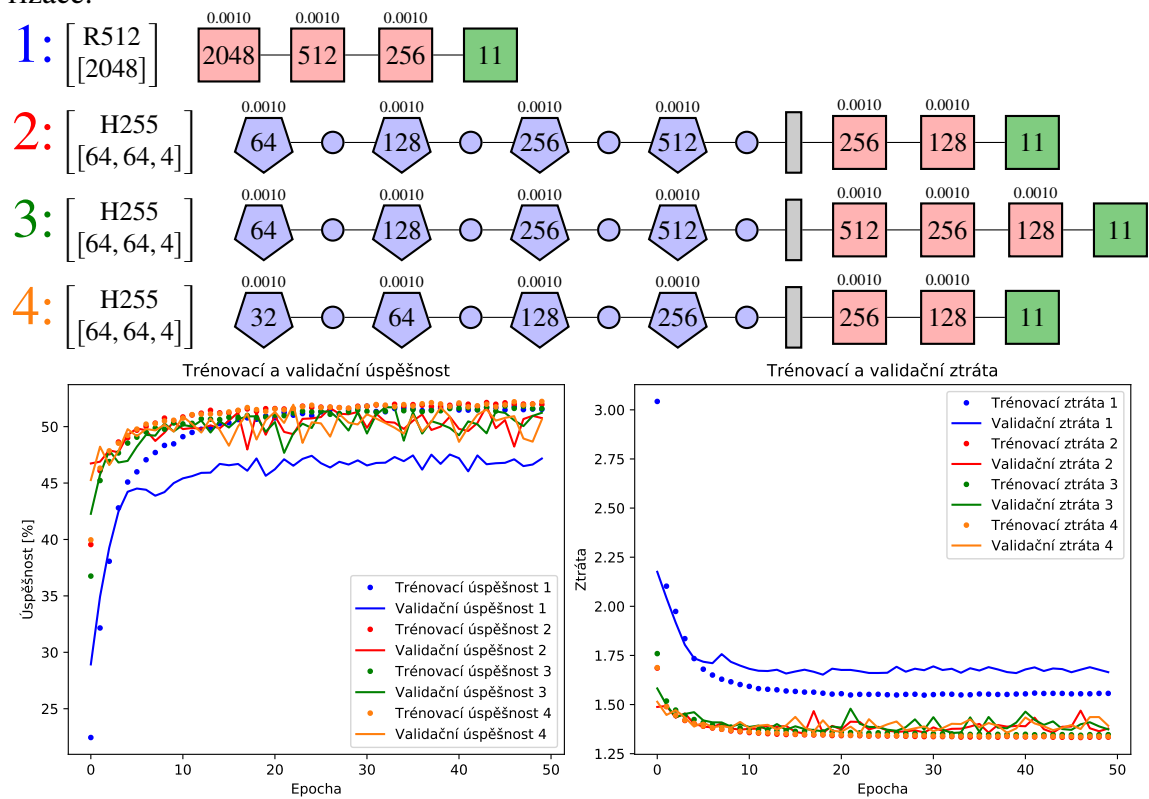 rizace.
0.0010 0.0010 0.0010
1: [R512 [2048]] 2048 512 256 11
0.0010 0.0010 0.0010 0.0010 0.0010 0.0010
2: [H255 [64, 64, 4]] 64 128 256 512 256 128 11
0.0010 0.0010 0.0010 0.0010 0.0010 0.0010 0.0010
3: [H255 [64, 64, 4]] 64 128 256 512 512 256 128 11
0.0010 0.0010 0.0010 0.0010 0.0010 0.0010
4: [H255 [64, 64, 4]] 32 64 128 256 256 128 11
Trénovací a validační úspěšnost
Úspěšnost [%]
50
45
40
35
30
25
Trénovací úspěšnost 1
Validační úspěšnost 1
Trénovací úspěšnost 2
Validační úspěšnost 2
Trénovací úspěšnost 3
Validační úspěšnost 3
Trénovací úspěšnost 4
Validační úspěšnost 4
0 10 20 30 40 50
Epocha
Trénovací a validační ztráta
Ztráta
3.00
2.75
2.50
2.25
2.00
1.75
1.50
1.25
Trénovací ztráta 1
Validační ztráta 1
Trénovací ztráta 2
Validační ztráta 2
Trénovací ztráta 3
Validační ztráta 3
Trénovací ztráta 4
Validační ztráta 4
0 10 20 30 40 50
Epocha